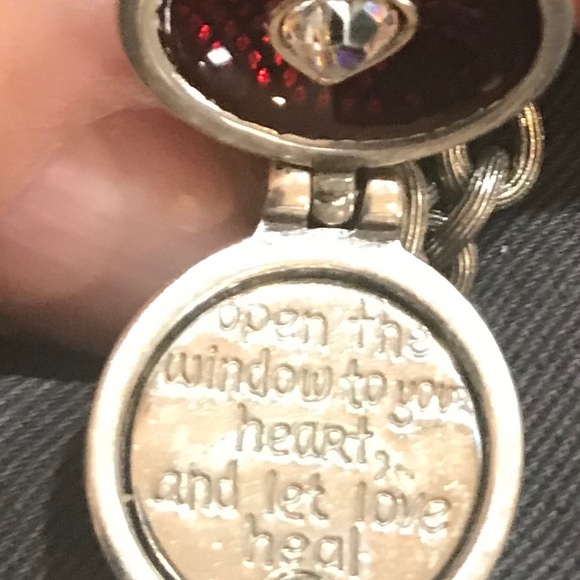 open the
window to your
heart,
and let love
heal